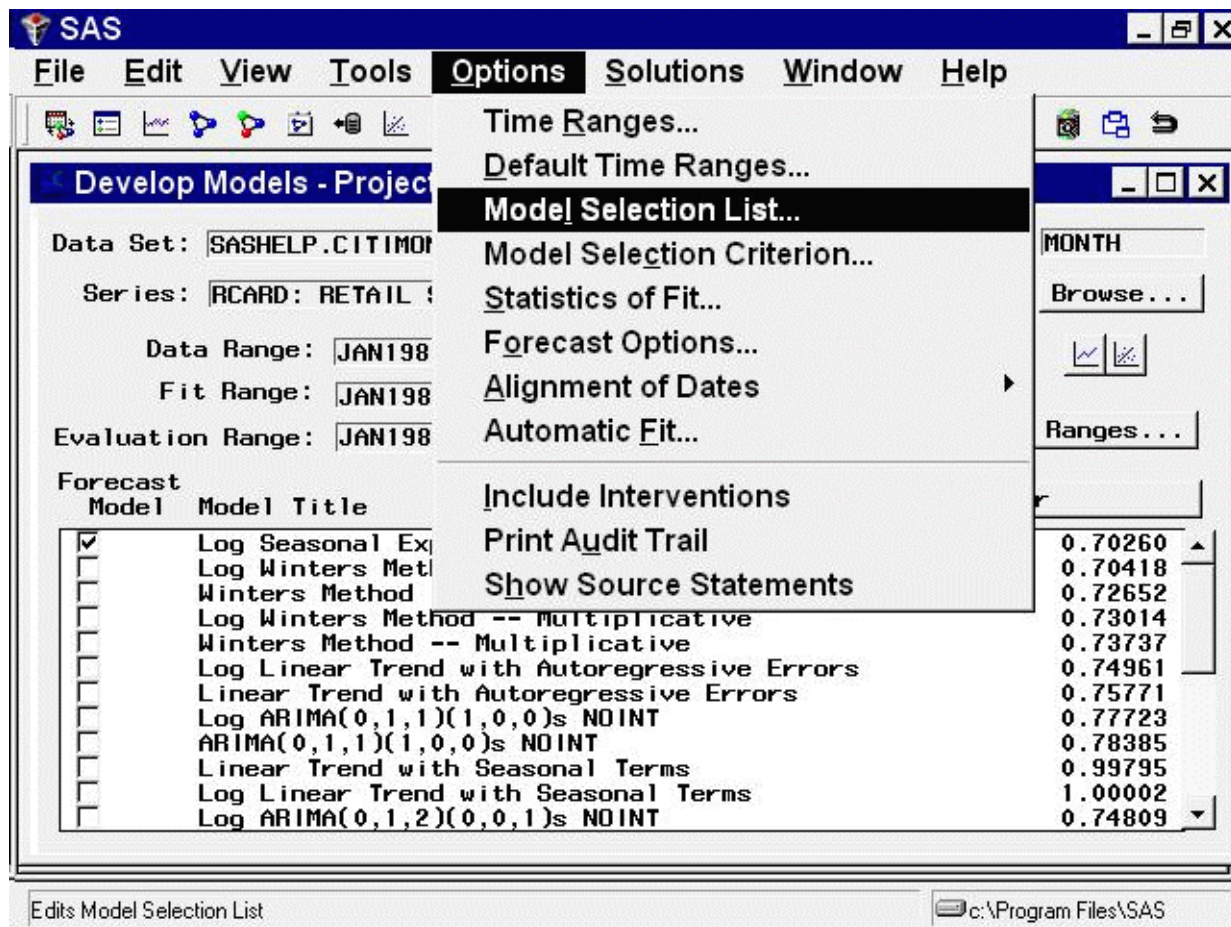 SAS
File Edit View Tools Options Solutions Window Help
Time Ranges...
Default Time Ranges...
Model Selection List...
Model Selection Criterion...
Statistics of Fit...
Forecast Options...
Alignment of Dates
Automatic Fit...
Include Interventions
Print Audit Trail
Show Source Statements
Develop Models - Project
Data Set: SASHELP.CITIMON MONTH
Series: RCARD: RETAIL Browse...
Data Range: JAN198
Fit Range: JAN198
Evaluation Range: JAN198 Ranges...
Forecast
Model Model Title r
Log Seasonal Exp 0.70260
Log Winters Meth 0.70418
Winters Method 0.72652
Log Winters Method -- Multiplicative 0.73014
Winters Method -- Multiplicative 0.73737
Log Linear Trend with Autoregressive Errors 0.74961
Linear Trend with Autoregressive Errors 0.75771
Log ARIMA(0,1,1)(1,0,0)s NOINT 0.77723
ARIMA(0,1,1)(1,0,0)s NOINT 0.78385
Linear Trend with Seasonal Terms 0.99795
Log Linear Trend with Seasonal Terms 1.00002
Log ARIMA(0,1,2)(0,0,1)s NOINT 0.74809
Edits Model Selection List c:\Program Files\SAS